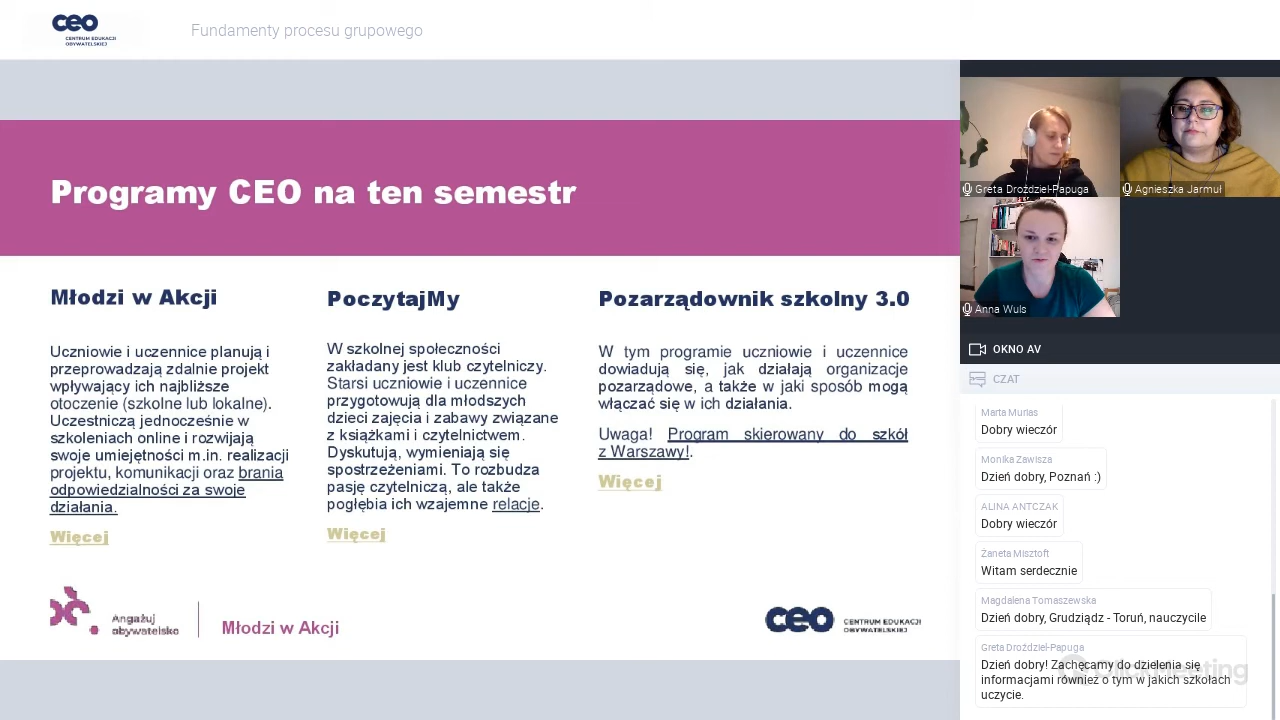 ceo
CENTRUM EDUKACJI
OBYWATELSKIEJ
Fundamenty procesu grupowego
Programy CEO na ten semestr
Młodzi w Akcji
Uczniowie i uczennice planują i
przeprowadzają zdalnie projekt
wpływający ich najbliższe
otoczenie (szkolne lub lokalne).
Uczestniczą jednocześnie w
szkoleniach online i rozwijają
swoje umiejętności m.in. realizacji
projektu, komunikacji oraz brania
odpowiedzialności za swoje
działania.
Więcej
PoczytajMy
W szkolnej społeczności
zakładany jest klub czytelniczy.
Starsi uczniowie i uczennice
przygotowują dla młodszych
dzieci zajęcia i zabawy związane
z książkami i czytelnictwem.
Dyskutują, wymieniają się
spostrzeżeniami. To rozbudza
pasję czytelniczą, ale także
pogłębia ich wzajemne relacje.
Więcej
Pozarządownik szkolny 3.0
W tym programie uczniowie i uczennice
dowiadują się, jak działają organizacje
pozarządowe, a także w jaki sposób mogą
włączać się w ich działania.
Uwaga! Program skierowany do szkół
z Warszawy!.
Więcej
Angażuj
obywatelsko
Młodzi w Akcji
ceo
CENTRUM EDUKACJI
OBYWATELSKIEJ
Greta Droździel-Papuga
Agnieszka Jarmuł
Anna Wuls
OKNO AV
CZAT
Marta Murias
Dobry wieczór
Monika Zawisza
Dzień dobry, Poznań :)
ALINA ANTCZAK
Dobry wieczór
Żaneta Misztoft
Witam serdecznie
Magdalena Tomaszewska
Dzień dobry, Grudziądz - Toruń, nauczycile
Greta Droździel-Papuga
Dzień dobry! Zachęcamy do dzielenia się
informacjami również o tym w jakich szkołach
uczycie.
ClickMeeting